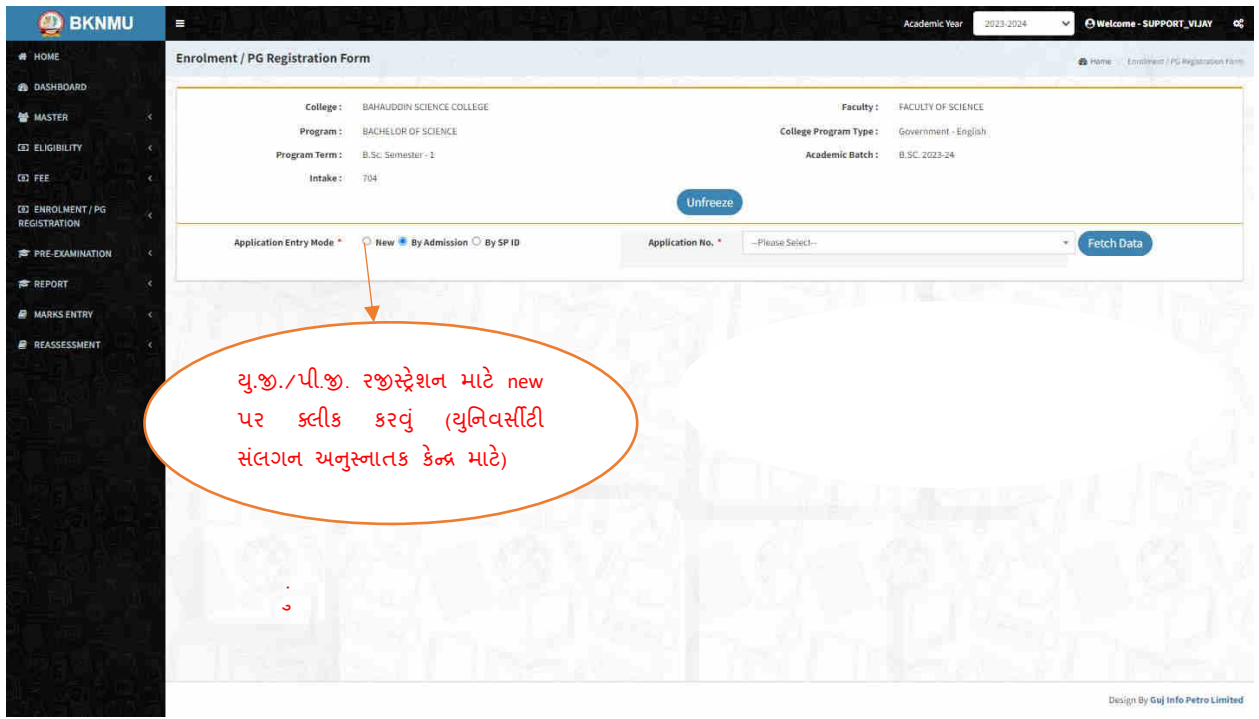 BKNMU
Academic Year 2023-2024 Welcome - SUPPORT_VIJAY
HOME
DASHBOARD
MASTER
ELIGIBILITY
FEE
ENROLMENT / PG
REGISTRATION
PRE-EXAMINATION
REPORT
MARKS ENTRY
REASSESSMENT
Enrolment / PG Registration Form
Home / Enrolment / PG Registration Form
College : BAHAUDDIN SCIENCE COLLEGE Faculty : FACULTY OF SCIENCE
Program : BACHELOR OF SCIENCE College Program Type : Government - English
Program Term : B.Sc. Semester - 1 Academic Batch : B.SC. 2023-24
Intake : 704
Unfreeze
Application Entry Mode * New By Admission By SP ID Application No. * --Please Select-- Fetch Data
યુ.જી./પી.જી. રજીસ્ટ્રેશન માટે new
પર ક્લીક કરવું (યુનિવર્સીટી
સંલગન અનુસ્નાતક કેન્દ્ર માટે)
Design By Guj Info Petro Limited